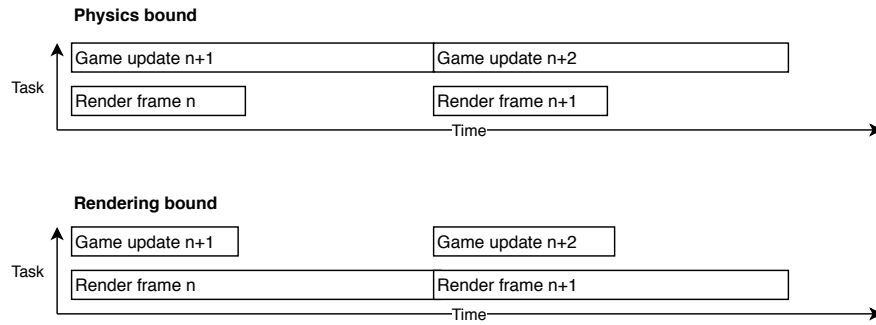 Physics bound
Game update n+1 Game update n+2
Task
Render frame n Render frame n+1
Time
Rendering bound
Game update n+1 Game update n+2
Task
Render frame n Render frame n+1
Time